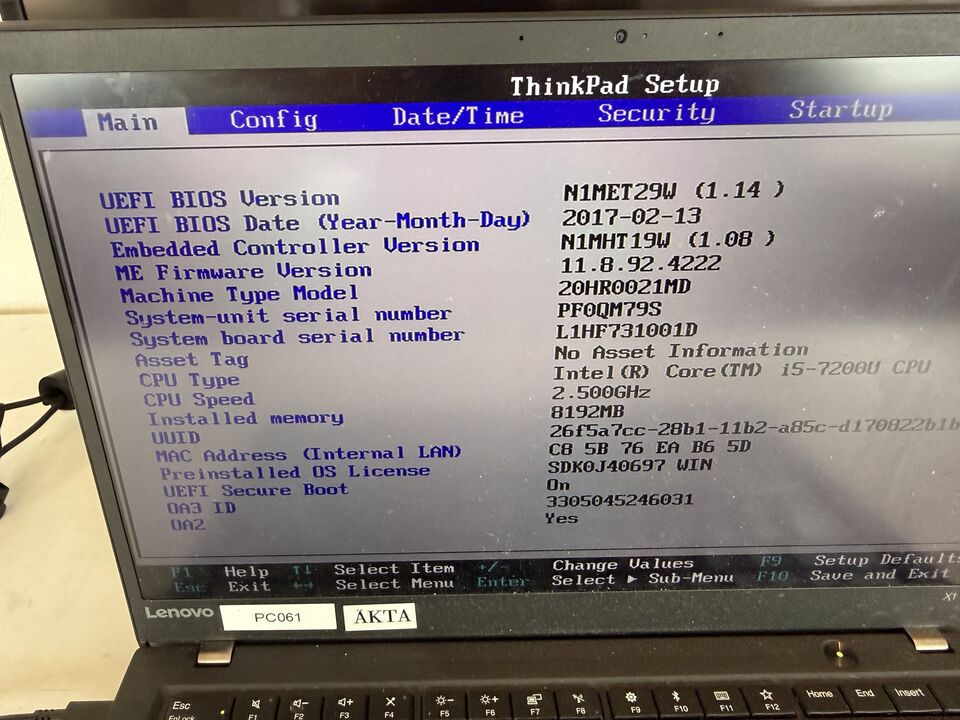 ThinkPad Setup
Main Config Date/Time Security Startup
UEFI BIOS Version N1MET29W (1.14 )
UEFI BIOS Date (Year-Month-Day) 2017-02-13
Embedded Controller Version N1MHT19W (1.08 )
ME Firmware Version 11.8.92.4222
Machine Type Model 20HR0021MD
System-unit serial number PF0QM79S
System board serial number L1HF731001D
Asset Tag No Asset Information
CPU Type Intel(R) Core(TM) i5-7200U CPU
CPU Speed 2.500GHz
Installed memory 8192MB
UUID 26f5a7cc-28b1-11b2-a85c-d170822b1b
MAC Address (Internal LAN) C8 5B 76 EA B6 5D
Preinstalled OS License SDK0J40697 WIN
UEFI Secure Boot On
OA3 ID 3305045246031
OA2 Yes
F1 Help ↑↓ Select Item +/- Change Values F9 Setup Defaults
Esc Exit ←→ Select Menu Enter Select ▶ Sub-Menu F10 Save and Exit
Lenovo PC061 ÄKTA X1
Esc F1 F2 F3 F4 F5 F6 F7 F8 F9 F10 F11 F12 Home End Insert
FnLock